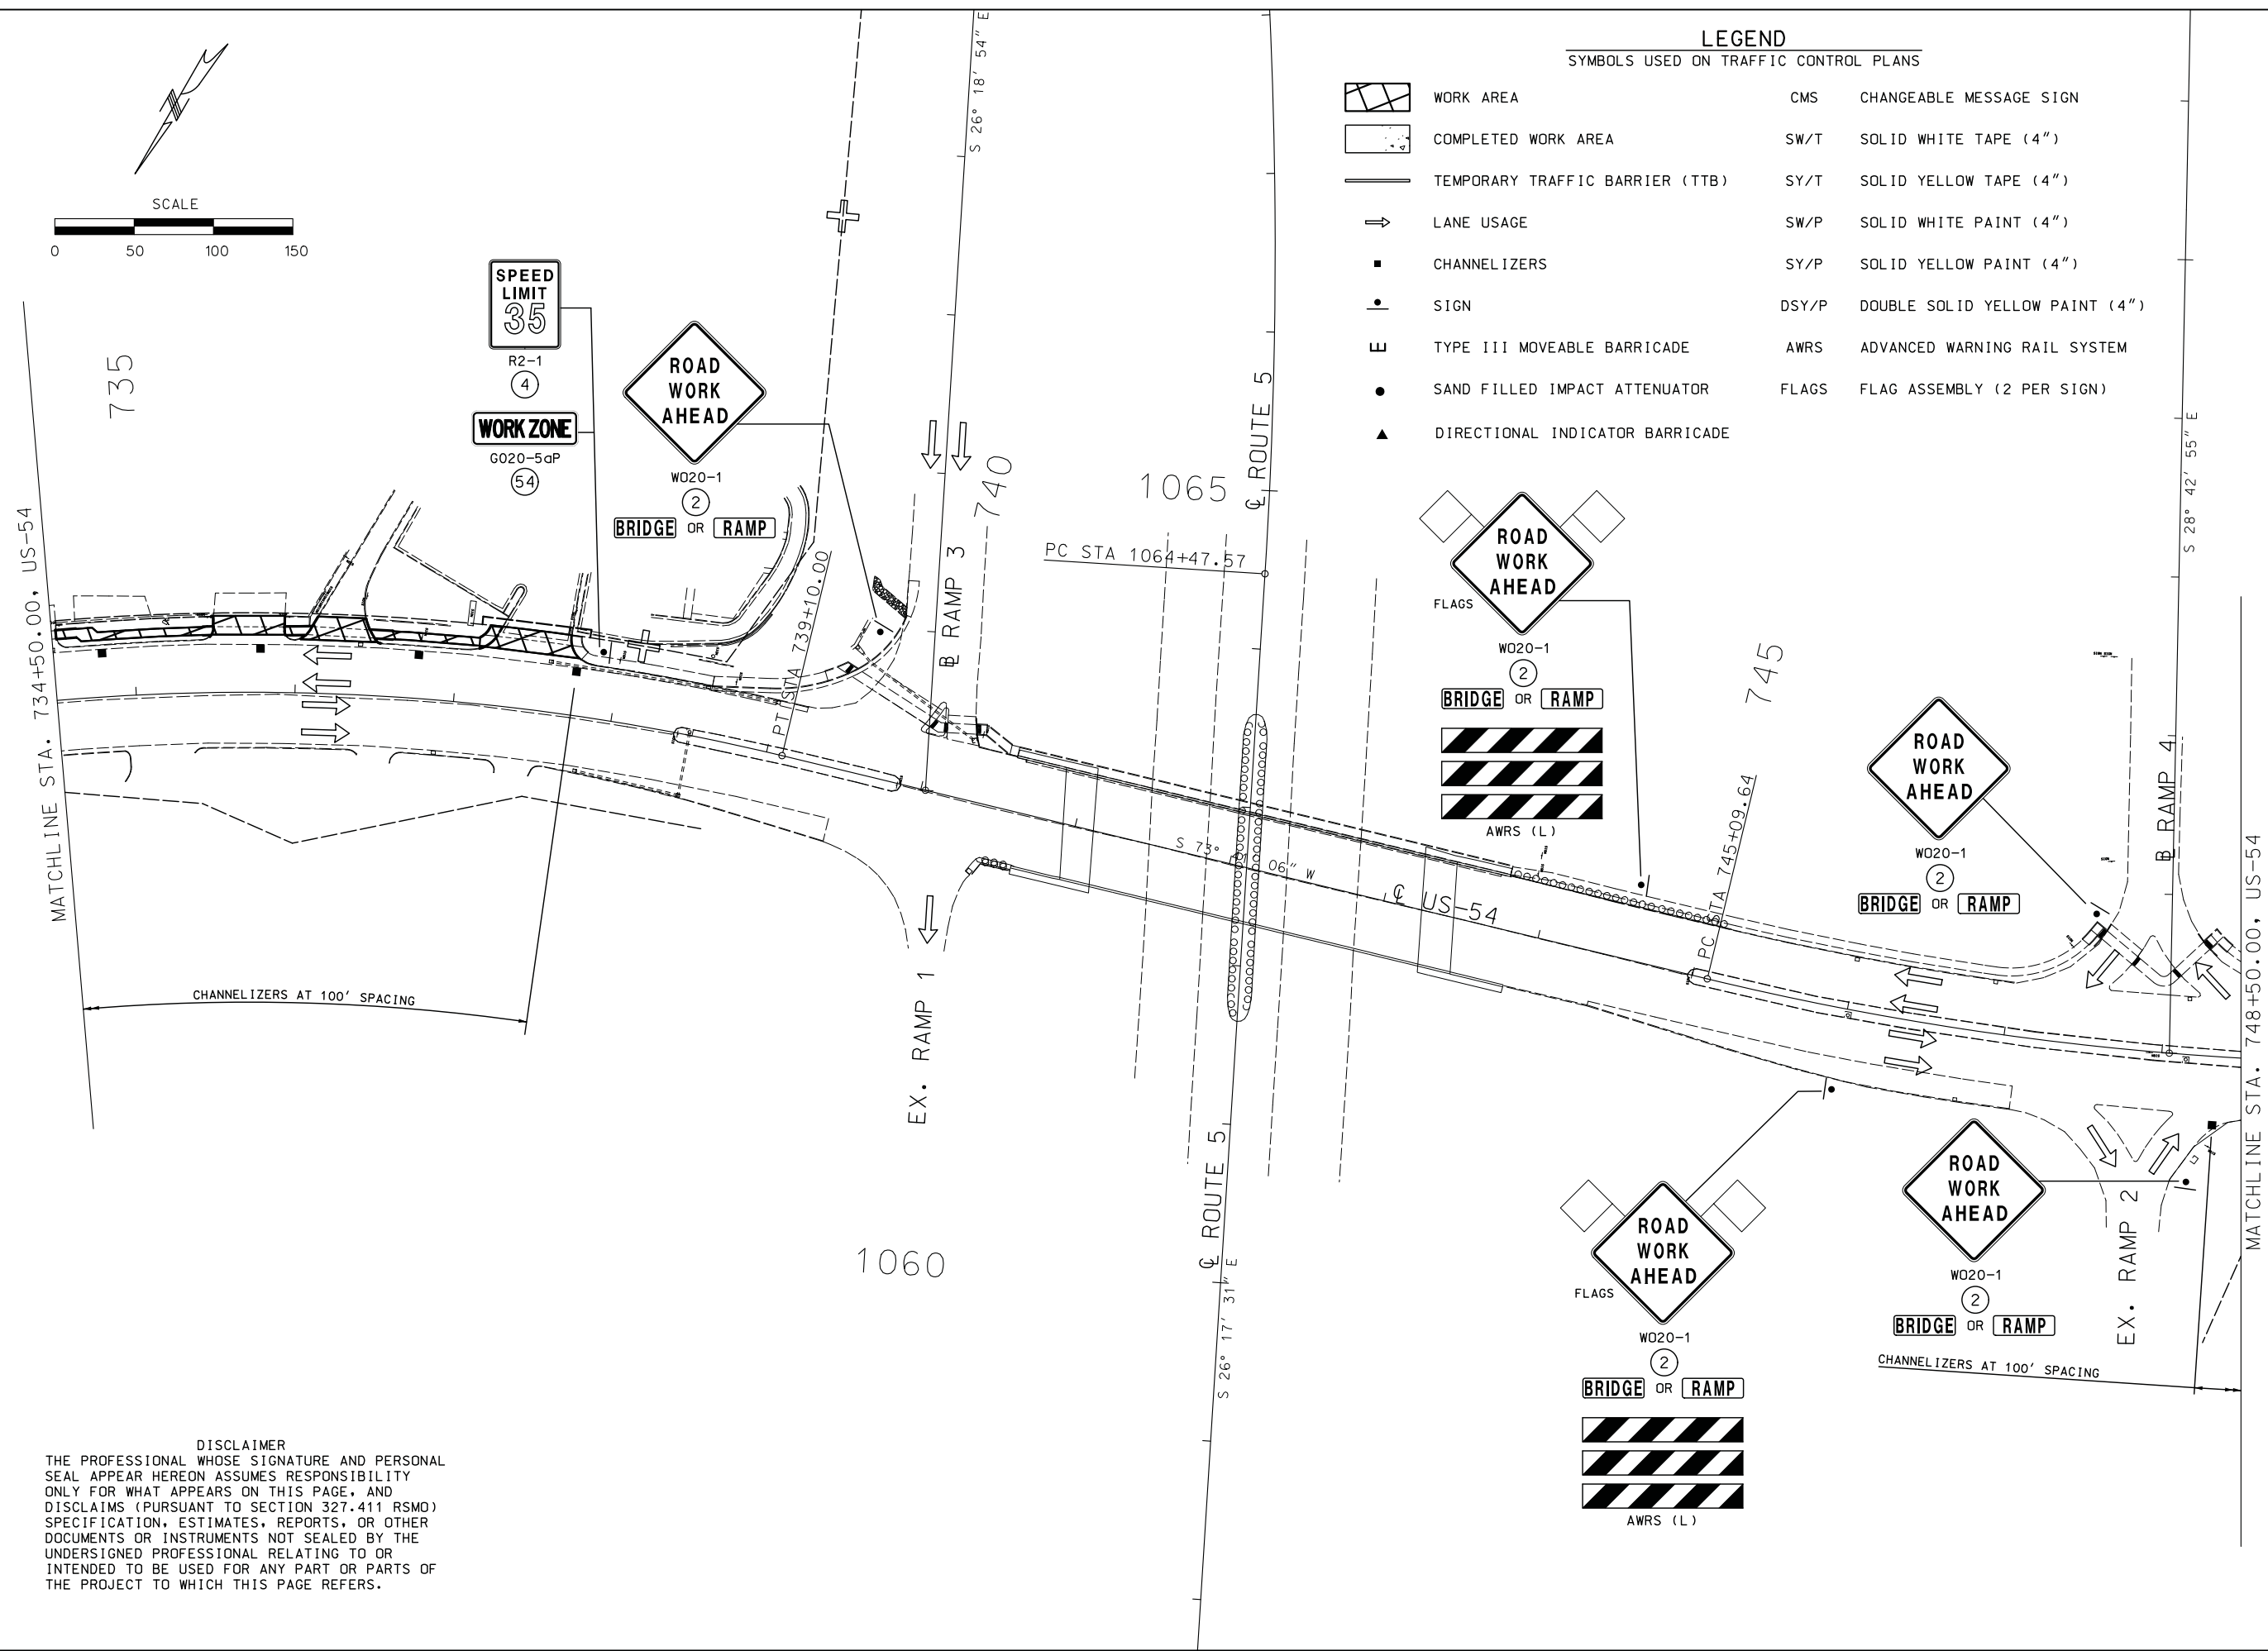 LEGEND
SYMBOLS USED ON TRAFFIC CONTROL PLANS
WORK AREA
COMPLETED WORK AREA
TEMPORARY TRAFFIC BARRIER (TTB)
LANE USAGE
CHANNELIZERS
SIGN
TYPE III MOVEABLE BARRICADE
SAND FILLED IMPACT ATTENUATOR
DIRECTIONAL INDICATOR BARRICADE
CMS CHANGEABLE MESSAGE SIGN
SW/T SOLID WHITE TAPE (4")
SY/T SOLID YELLOW TAPE (4")
SW/P SOLID WHITE PAINT (4")
SY/P SOLID YELLOW PAINT (4")
DSY/P DOUBLE SOLID YELLOW PAINT (4")
AWRS ADVANCED WARNING RAIL SYSTEM
FLAGS FLAG ASSEMBLY (2 PER SIGN)
N
SCALE
0 50 100 150
MATCHLINE STA. 734+50.00, US-54
735
SPEED
LIMIT
35
R2-1
4
WORK ZONE
GO20-5aP
54
ROAD
WORK
AHEAD
WO20-1
2
BRIDGE OR RAMP
S 26° 18' 54" E
740
℄ ROUTE 5
1065
PC STA 1064+47.57
B RAMP 3
PT STA 739+10.00
ROAD
WORK
AHEAD
FLAGS
WO20-1
2
BRIDGE OR RAMP
AWRS (L)
745
PC STA 745+09.64
ROAD
WORK
AHEAD
WO20-1
2
BRIDGE OR RAMP
S 28° 42' 55" E
B RAMP 4
MATCHLINE STA. 748+50.00, US-54
S 73° 06" W
℄ US-54
CHANNELIZERS AT 100' SPACING
EX. RAMP 1
℄ ROUTE 5
S 26° 17' 31" E
1060
ROAD
WORK
AHEAD
FLAGS
WO20-1
2
BRIDGE OR RAMP
AWRS (L)
ROAD
WORK
AHEAD
WO20-1
2
BRIDGE OR RAMP
EX. RAMP 2
CHANNELIZERS AT 100' SPACING
DISCLAIMER
THE PROFESSIONAL WHOSE SIGNATURE AND PERSONAL
SEAL APPEAR HEREON ASSUMES RESPONSIBILITY
ONLY FOR WHAT APPEARS ON THIS PAGE, AND
DISCLAIMS (PURSUANT TO SECTION 327.411 RSMO)
SPECIFICATION, ESTIMATES, REPORTS, OR OTHER
DOCUMENTS OR INSTRUMENTS NOT SEALED BY THE
UNDERSIGNED PROFESSIONAL RELATING TO OR
INTENDED TO BE USED FOR ANY PART OR PARTS OF
THE PROJECT TO WHICH THIS PAGE REFERS.